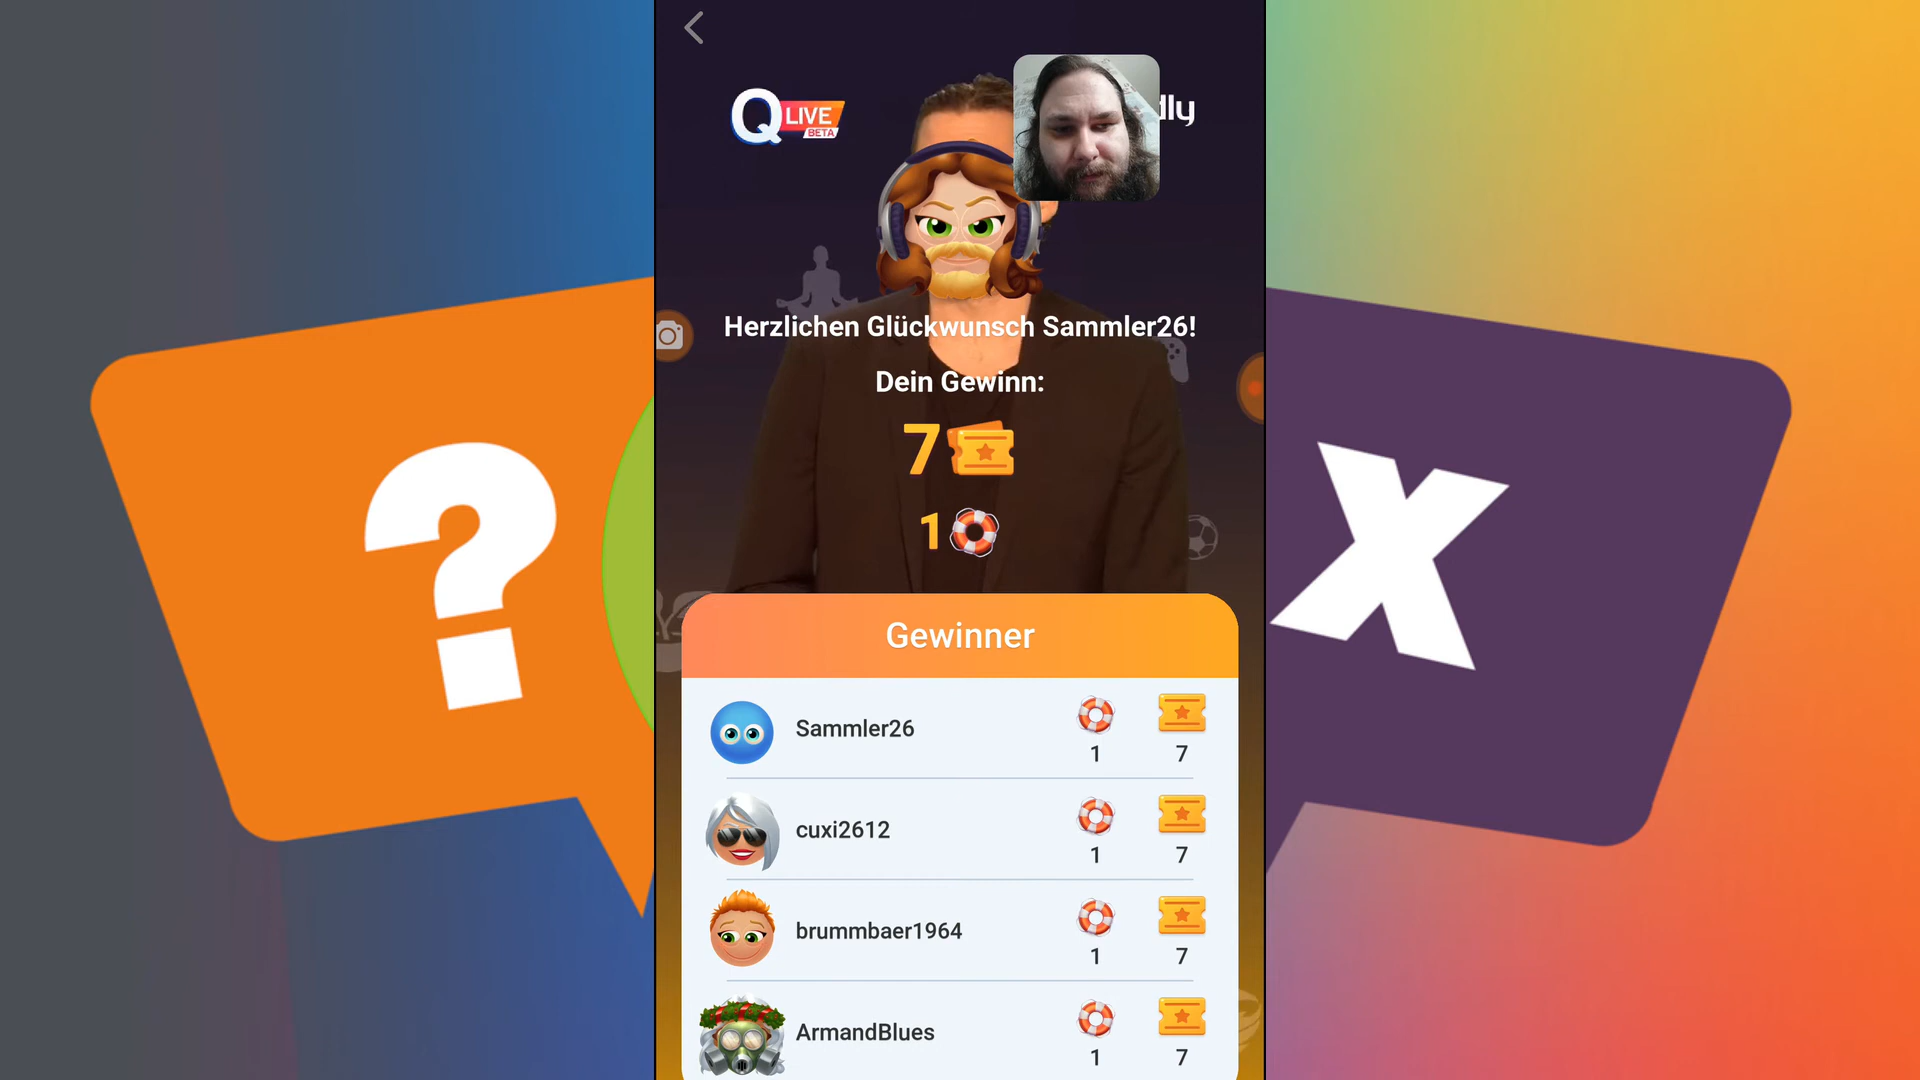 ?
X
Q LIVE
BETA
dly
Herzlichen Glückwunsch Sammler26!
Dein Gewinn:
7
1
Gewinner
Sammler26
1
7
cuxi2612
1
7
brummbaer1964
1
7
ArmandBlues
1
7